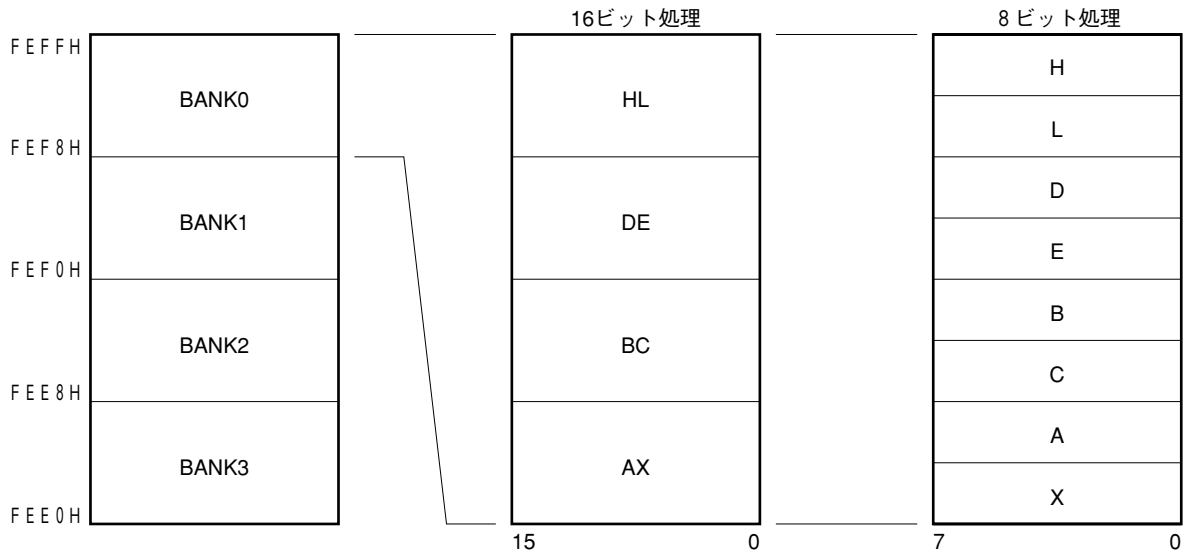 16ビット処理
8ビット処理
FEFFH
BANK0
HL
H
L
FEF8H
BANK1
DE
D
E
FEF0H
BANK2
BC
B
C
FEE8H
BANK3
AX
A
X
FEE0H
15 0
7 0